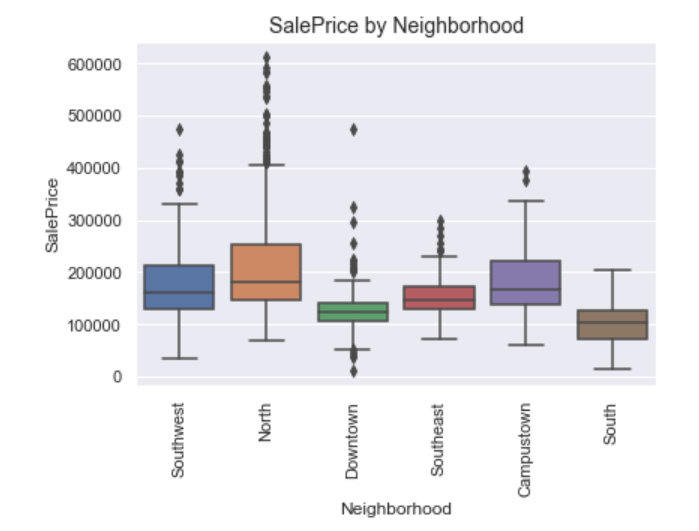 SalePrice by Neighborhood
600000
500000
400000
300000
200000
100000
0
SalePrice
Southwest
North
Downtown
Southeast
Campustown
South
Neighborhood